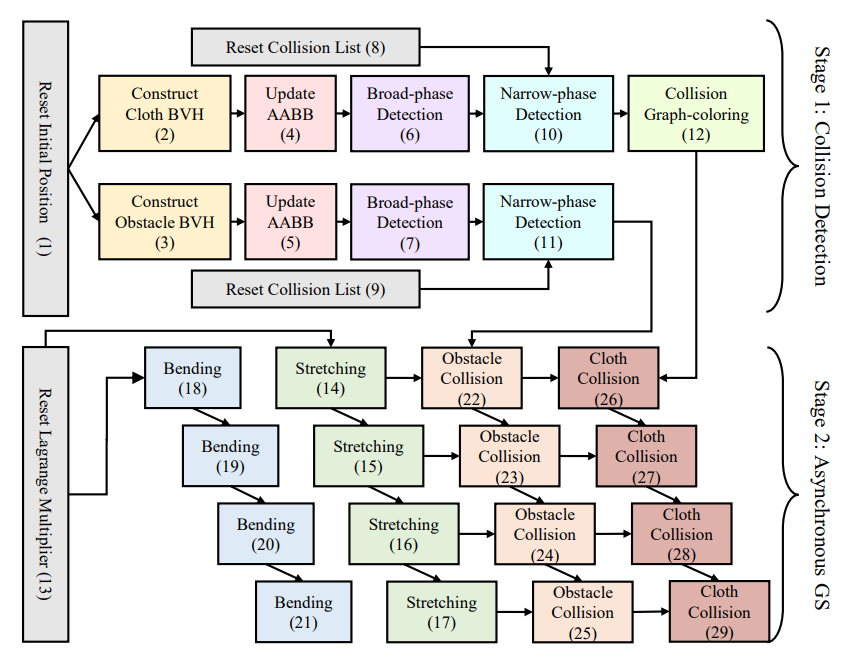 Reset Initial Position (1)
Reset Collision List (8)
Construct
Cloth BVH
(2)
Update
AABB
(4)
Broad-phase
Detection
(6)
Narrow-phase
Detection
(10)
Collision
Graph-coloring
(12)
Construct
Obstacle BVH
(3)
Update
AABB
(5)
Broad-phase
Detection
(7)
Narrow-phase
Detection
(11)
Reset Collision List (9)
Stage 1: Collision Detection
Reset Lagrange Multiplier (13)
Bending
(18)
Stretching
(14)
Obstacle
Collision
(22)
Cloth
Collision
(26)
Bending
(19)
Stretching
(15)
Obstacle
Collision
(23)
Cloth
Collision
(27)
Bending
(20)
Stretching
(16)
Obstacle
Collision
(24)
Cloth
Collision
(28)
Bending
(21)
Stretching
(17)
Obstacle
Collision
(25)
Cloth
Collision
(29)
Stage 2: Asynchronous GS